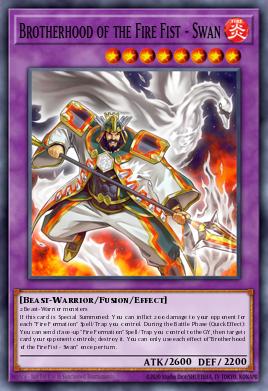 Brotherhood of the Fire Fist - Swan
FIRE
炎
[Beast-Warrior/Fusion/Effect]
2 Beast-Warrior monsters
If this card is Special Summoned: You can inflict 200 damage to your opponent for
each "Fire Formation" Spell/Trap you control. During the Battle Phase (Quick Effect):
You can send 1 face-up "Fire Formation" Spell/Trap you control to the GY, then target 1
card your opponent controls; destroy it. You can only use each effect of "Brotherhood
of the Fire Fist - Swan" once per turn.
ATK/2600 DEF/2200